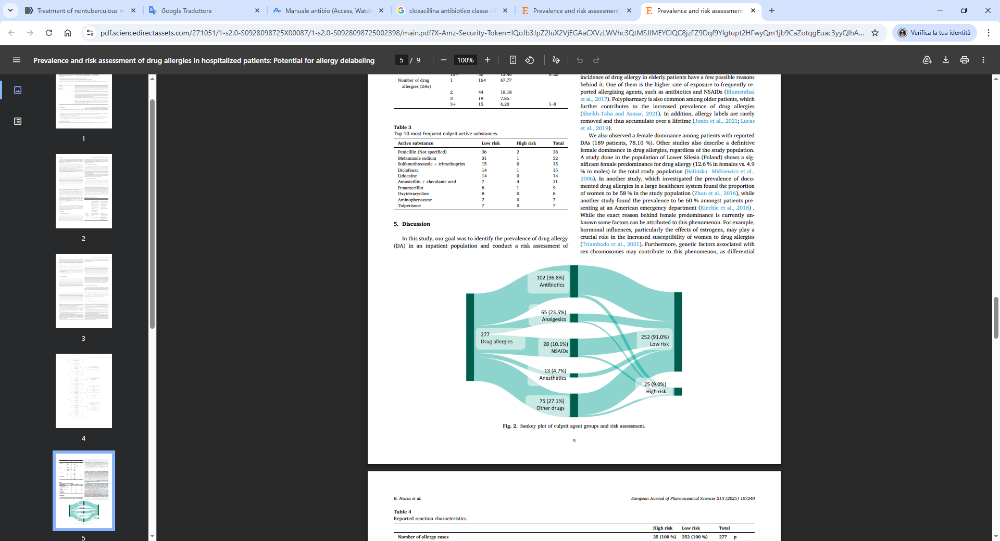 Treatment of nontuberculous m
Google Traduttore
Manuale antibio (Access, Watch
cloxacillina antibiotico classe -
Prevalence and risk assessment
Prevalence and risk assessment
Verifica la tua identità
Prevalence and risk assessment of drug allergies in hospitalized patients: Potential for allergy delabeling
5 / 9
100%
1
2
3
4
5
Number of drug 1 164 67.77
allergies (DAs)
2 44 18.18
3 19 7.85
3+ 15 6.20 1–8
Table 3
Top 10 most frequent culprit active substances.
Active substance Low risk High risk Total
Penicillin (Not specified) 36 2 38
Metamizole sodium 31 1 32
Sulfamethoxazole + trimethoprim 15 0 15
Diclofenac 14 1 15
Lidocaine 14 0 14
Amoxicillin + clavulanic acid 7 4 11
Penamecillin 8 1 9
Oxytetracycline 8 0 8
Aminophenazone 7 0 7
Tolperisone 7 0 7
5. Discussion
In this study, our goal was to identify the prevalence of drug allergy
(DA) in an inpatient population and conduct a risk assessment of
incidence of drug allergy in elderly patients have a few possible reasons
behind it. One of them is the higher rate of exposure to frequently re-
ported allergizing agents, such as antibiotics and NSAIDs (Blumenthal
et al., 2017). Polypharmacy is also common among older patients, which
further contributes to the increased prevalence of drug allergies
(Sheikh-Taha and Asmar, 2021). In addition, allergy labels are rarely
removed and thus accumulate over a lifetime (Jones et al., 2021; Lucas
et al., 2019).
We also observed a female dominance among patients with reported
DAs (189 patients, 78.10 %). Other studies also describe a definitive
female dominance in drug allergies, regardless of the study population.
A study done in the population of Lower Silesia (Poland) shows a sig-
nificant female predominance for drug allergy (12.6 % in females vs. 4.9
% in males) in the total study population (Balińska−Miśkiewicz et al.,
2006). In another study, which investigated the prevalence of docu-
mented drug allergies in a large healthcare system found the proportion
of women to be 58 % in the study population (Zhou et al., 2016), while
another study found the prevalence to be 60 % amongst patients pre-
senting at an American emergency department (Kiechle et al., 2018) .
While the exact reason behind female predominance is currently un-
known some factors can be attributed to this phenomenon. For example,
hormonal influences, particularly the effects of estrogens, may play a
crucial role in the increased susceptibility of women to drug allergies
(Triambodo et al., 2021). Furthermore, genetic factors associated with
sex chromosomes may contribute to this phenomenon, as differential
277
Drug allergies
102 (36.8%)
Antibiotics
65 (23.5%)
Analgesics
28 (10.1%)
NSAIDs
13 (4.7%)
Anesthetics
75 (27.1%)
Other drugs
252 (91.0%)
Low risk
25 (9.0%)
High risk
Fig. 2. Sankey plot of culprit agent groups and risk assessment.
5
R. Nacsa et al.
European Journal of Pharmaceutical Sciences 213 (2025) 107240
Table 4
Reported reaction characteristics.
High risk Low risk Total
Number of allergy cases 25 (100 %) 252 (100 %) 277 p